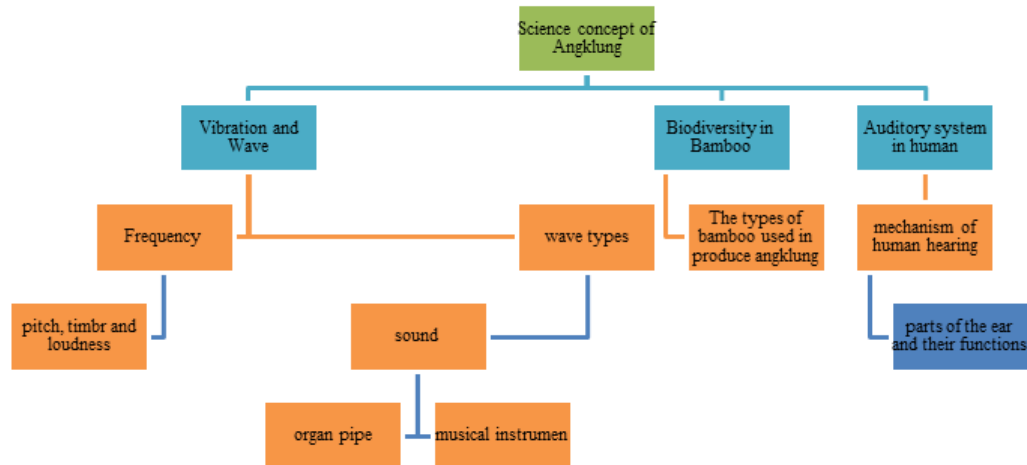 Science concept of
Angklung
Vibration and
Wave
Biodiversity in
Bamboo
Auditory system
in human
Frequency
wave types
The types of
bamboo used in
produce angklung
mechanism of
human hearing
pitch, timbr and
loudness
sound
parts of the ear
and their functions
organ pipe
musical instrumen